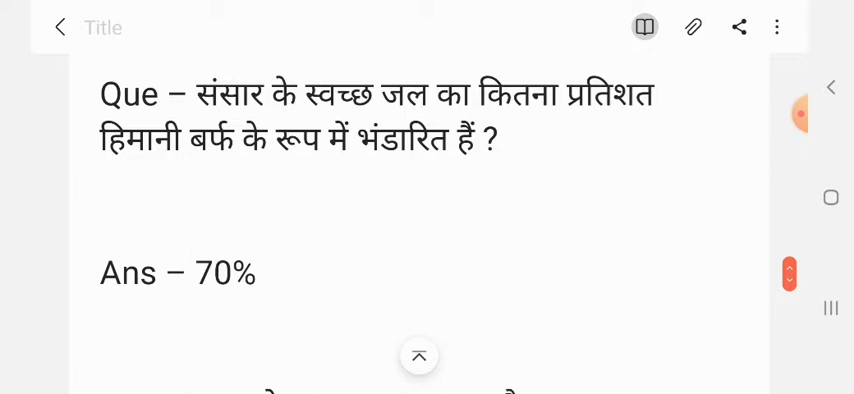 Title
Que – संसार के स्वच्छ जल का कितना प्रतिशत
हिमानी बर्फ के रूप में भंडारित हैं ?
Ans – 70%